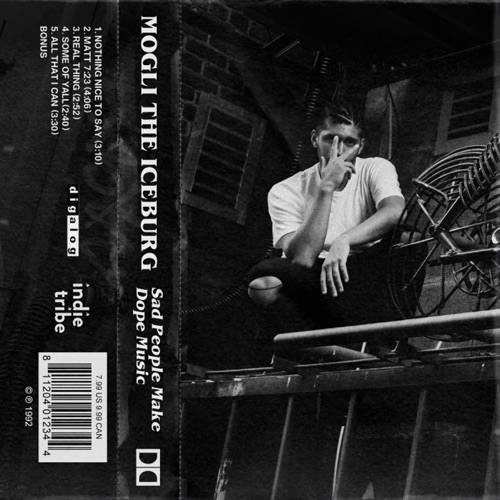 1. NOTHING NICE TO SAY (3:10)
2. MATT 7:23 (4:06)
3. REAL THING (2:52)
4. SOME OF YALL (2:40)
5. ALL THAT I CAN (3:30)
BONUS
digalog
indie
tribe
7.99 US 9.99 CAN
8 11204 01234 4
© ℗ 1992
MOGLI THE ICEBURG
Sad People Make
Dope Music